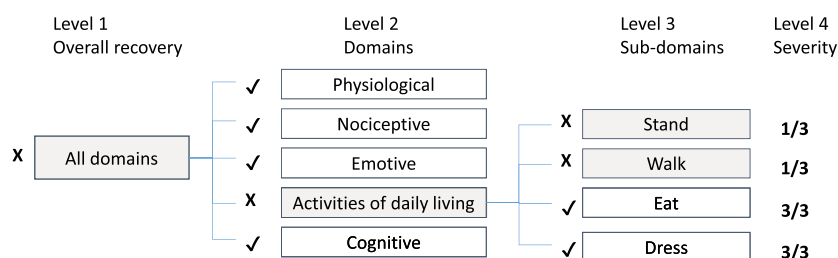 Level 1
Overall recovery
Level 2
Domains
Level 3
Sub-domains
Level 4
Severity
X All domains
✓ Physiological
✓ Nociceptive
✓ Emotive
X Activities of daily living
✓ Cognitive
X Stand 1/3
X Walk 1/3
✓ Eat 3/3
✓ Dress 3/3